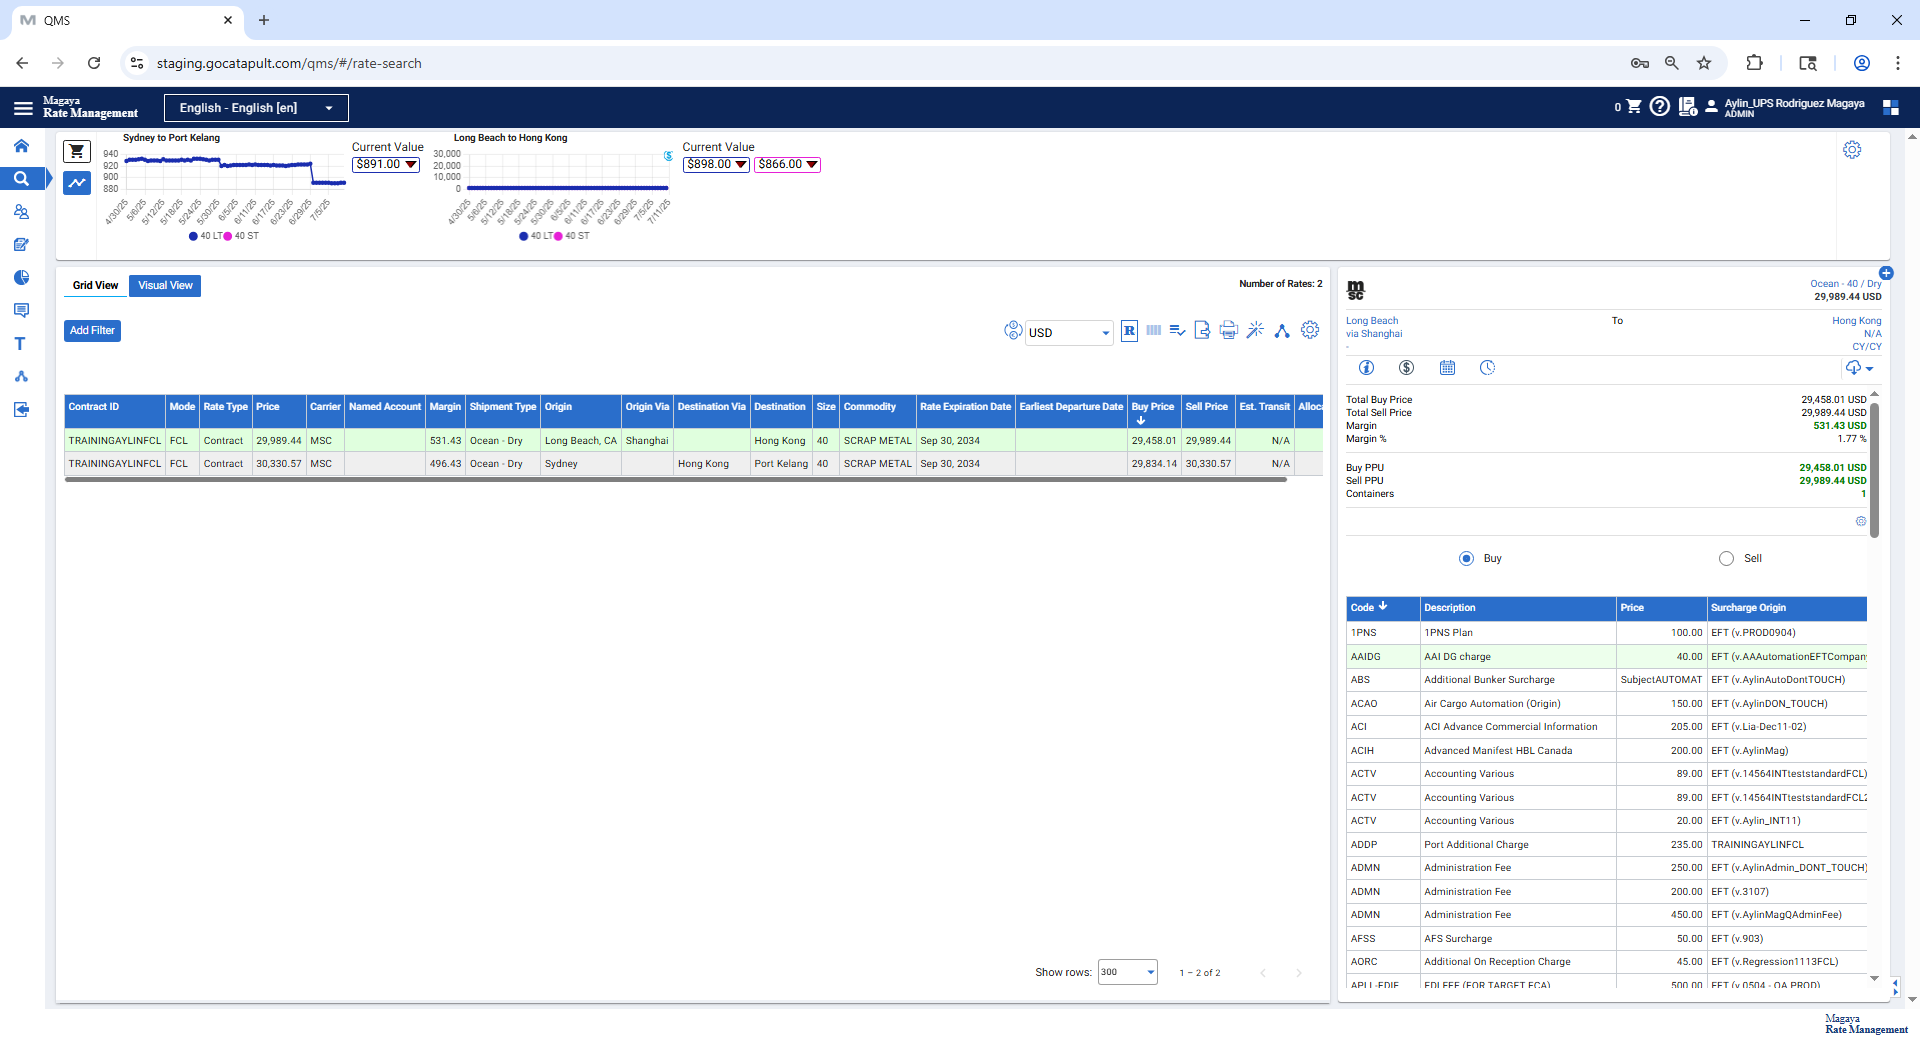 QMS
staging.gocatapult.com/qms/#/rate-search
Magaya
Rate Management
English - English [en]
0
Aylin_UPS Rodriguez Magaya
ADMIN
Sydney to Port Kelang
940
920
900
880
4/30/25 5/6/25 5/12/25 5/18/25 5/24/25 5/30/25 6/5/25 6/11/25 6/17/25 6/23/25 6/29/25 7/5/25
40 LT 40 ST
Current Value
$891.00
Long Beach to Hong Kong
30,000
20,000
10,000
0
4/30/25 5/6/25 5/12/25 5/18/25 5/24/25 5/30/25 6/5/25 6/11/25 6/17/25 6/23/25 6/29/25 7/5/25 7/11/25
40 LT 40 ST
Current Value
$898.00 $866.00
Grid View Visual View
Number of Rates: 2
Add Filter
USD
R
Contract ID Mode Rate Type Price Carrier Named Account Margin Shipment Type Origin Origin Via Destination Via Destination Size Commodity Rate Expiration Date Earliest Departure Date Buy Price Sell Price Est. Transit Alloca
TRAININGAYLINFCL FCL Contract 29,989.44 MSC 531.43 Ocean - Dry Long Beach, CA Shanghai Hong Kong 40 SCRAP METAL Sep 30, 2034 29,458.01 29,989.44 N/A
TRAININGAYLINFCL FCL Contract 30,330.57 MSC 496.43 Ocean - Dry Sydney Hong Kong Port Kelang 40 SCRAP METAL Sep 30, 2034 29,834.14 30,330.57 N/A
Show rows: 300 1 – 2 of 2
msc
Ocean - 40 / Dry
29,989.44 USD
Long Beach To Hong Kong
via Shanghai N/A
- CY/CY
Total Buy Price 29,458.01 USD
Total Sell Price 29,989.44 USD
Margin 531.43 USD
Margin % 1.77 %
Buy PPU 29,458.01 USD
Sell PPU 29,989.44 USD
Containers 1
Buy Sell
Code Description Price Surcharge Origin
1PNS 1PNS Plan 100.00 EFT (v.PROD0904)
AAIDG AAI DG charge 40.00 EFT (v.AAAutomationEFTCompany
ABS Additional Bunker Surcharge SubjectAUTOMAT EFT (v.AylinAutoDontTOUCH)
ACAO Air Cargo Automation (Origin) 150.00 EFT (v.AylinDON_TOUCH)
ACI ACI Advance Commercial Information 205.00 EFT (v.Lia-Dec11-02)
ACIH Advanced Manifest HBL Canada 200.00 EFT (v.AylinMag)
ACTV Accounting Various 89.00 EFT (v.14564INTteststandardFCL)
ACTV Accounting Various 89.00 EFT (v.14564INTteststandardFCL2
ACTV Accounting Various 20.00 EFT (v.Aylin_INT11)
ADDP Port Additional Charge 235.00 TRAININGAYLINFCL
ADMN Administration Fee 250.00 EFT (v.AylinAdmin_DONT_TOUCH)
ADMN Administration Fee 200.00 EFT (v.3107)
ADMN Administration Fee 450.00 EFT (v.AylinMagQAdminFee)
AFSS AFS Surcharge 50.00 EFT (v.903)
AORC Additional On Reception Charge 45.00 EFT (v.Regression1113FCL)
APLL-EDIF EDI FEE (FOR TARGET FCA) 500.00 EFT (v.0504 - QA PROD)
Magaya
Rate Management